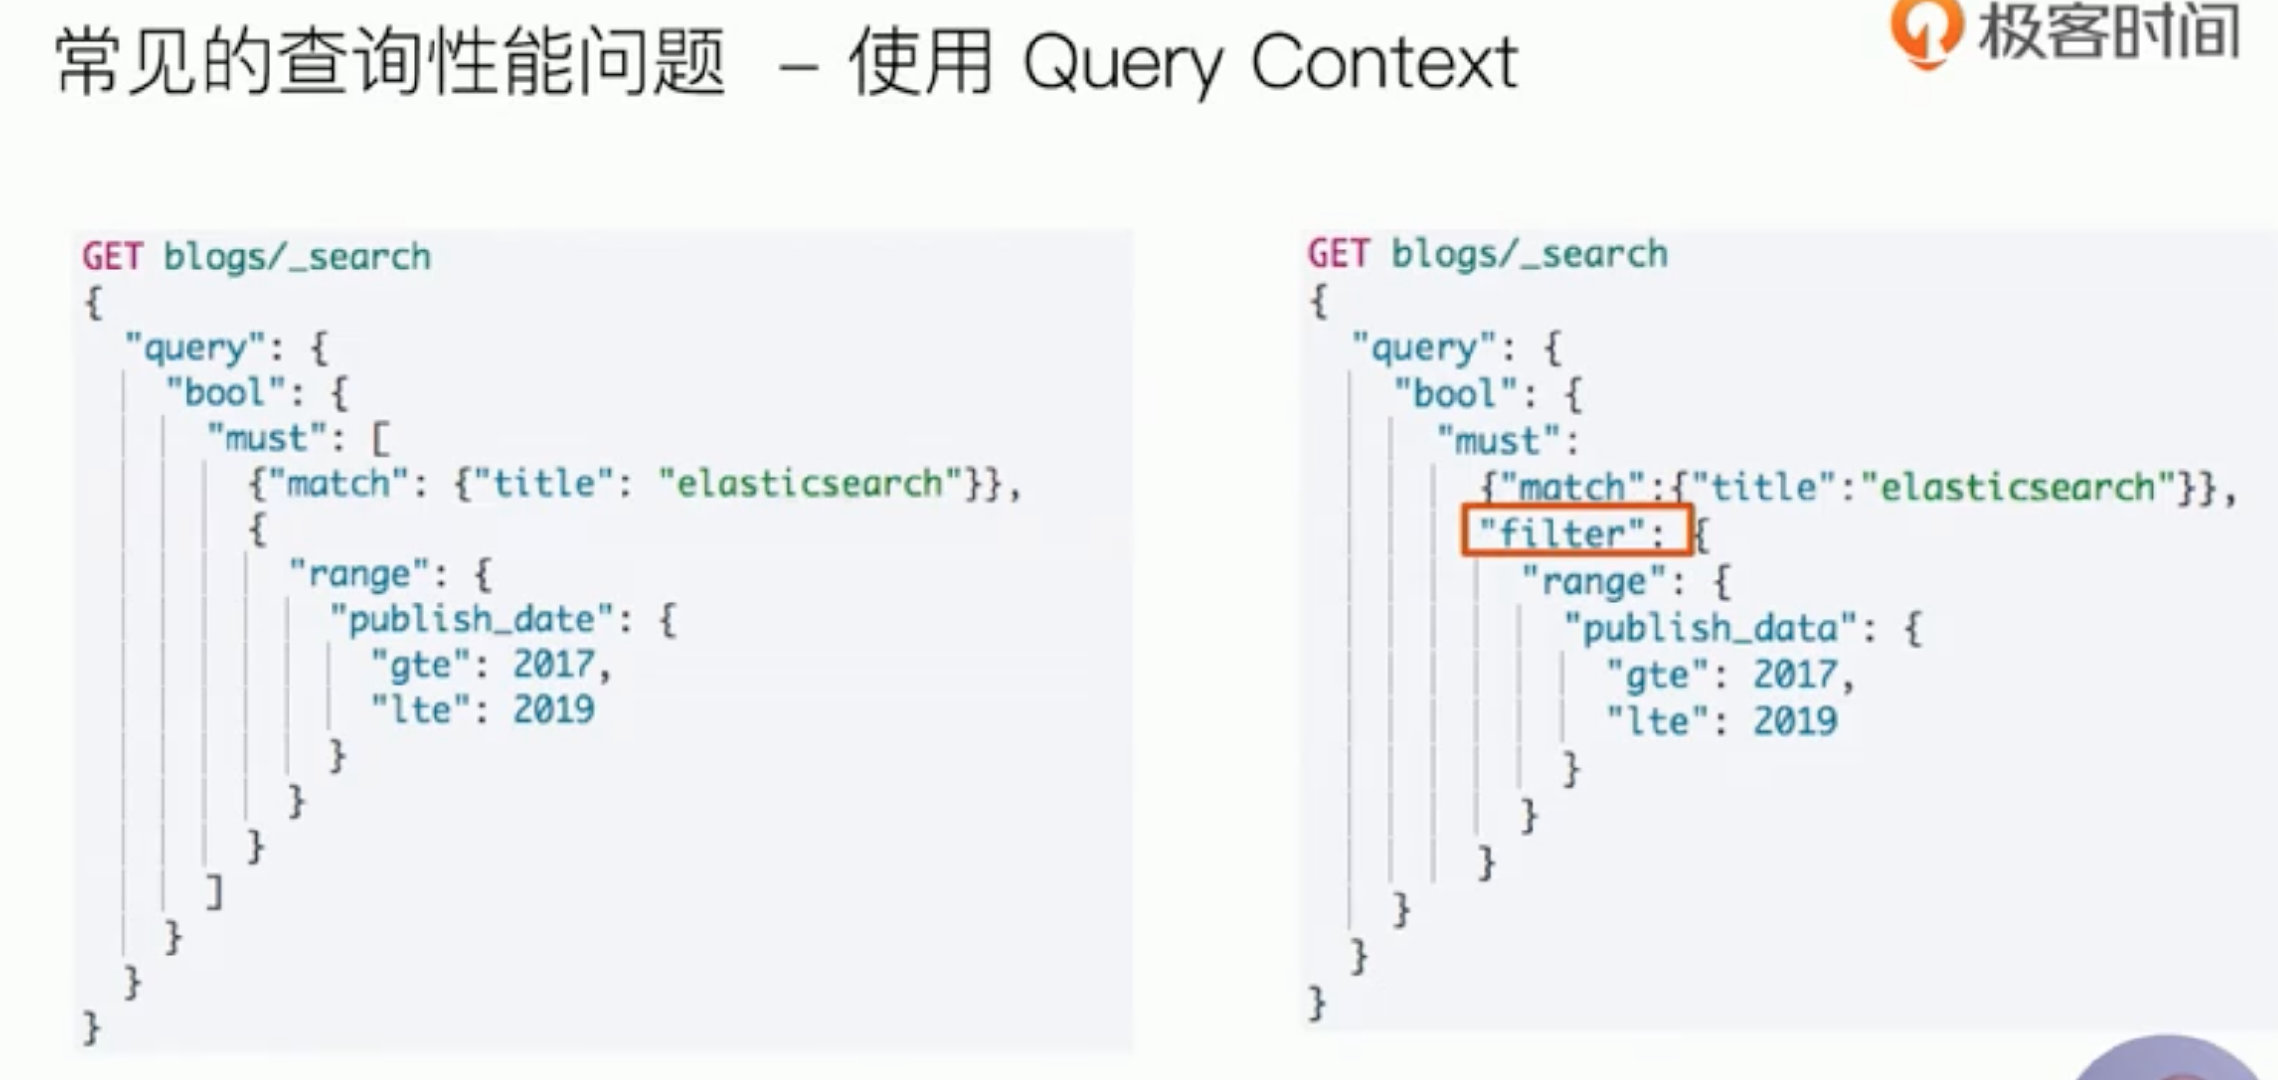 常见的查询性能问题 – 使用 Query Context
极客时间
GET blogs/_search
{
"query": {
"bool": {
"must": [
{"match": {"title": "elasticsearch"}},
{
"range": {
"publish_date": {
"gte": 2017,
"lte": 2019
}
}
}
]
}
}
}
GET blogs/_search
{
"query": {
"bool": {
"must":
{"match":{"title":"elasticsearch"}},
"filter": {
"range": {
"publish_data": {
"gte": 2017,
"lte": 2019
}
}
}
}
}
}